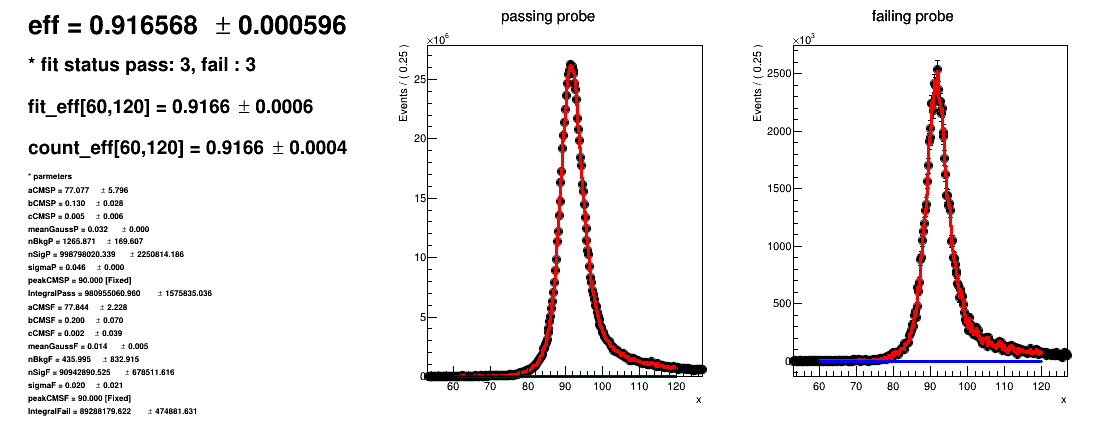 eff = 0.916568 ± 0.000596
* fit status pass: 3, fail : 3
fit_eff[60,120] = 0.9166 ± 0.0006
count_eff[60,120] = 0.9166 ± 0.0004
* parmeters
aCMSP = 77.077 ± 5.796
bCMSP = 0.130 ± 0.028
cCMSP = 0.005 ± 0.006
meanGaussP = 0.032 ± 0.000
nBkgP = 1265.871 ± 169.607
nSigP = 998798020.339 ± 2250814.186
sigmaP = 0.046 ± 0.000
peakCMSP = 90.000 [Fixed]
IntegralPass = 980955060.960 ± 1575835.036
aCMSF = 77.844 ± 2.228
bCMSF = 0.200 ± 0.070
cCMSF = 0.002 ± 0.039
meanGaussF = 0.014 ± 0.005
nBkgF = 435.995 ± 832.915
nSigF = 90942890.525 ± 678511.616
sigmaF = 0.020 ± 0.021
peakCMSF = 90.000 [Fixed]
IntegralFail = 89288179.622 ± 474881.631
passing probe
×10⁶
Events / ( 0.25 )
25
20
15
10
5
0
60 70 80 90 100 110 120
x
failing probe
×10³
Events / ( 0.25 )
2500
2000
1500
1000
500
0
60 70 80 90 100 110 120
x